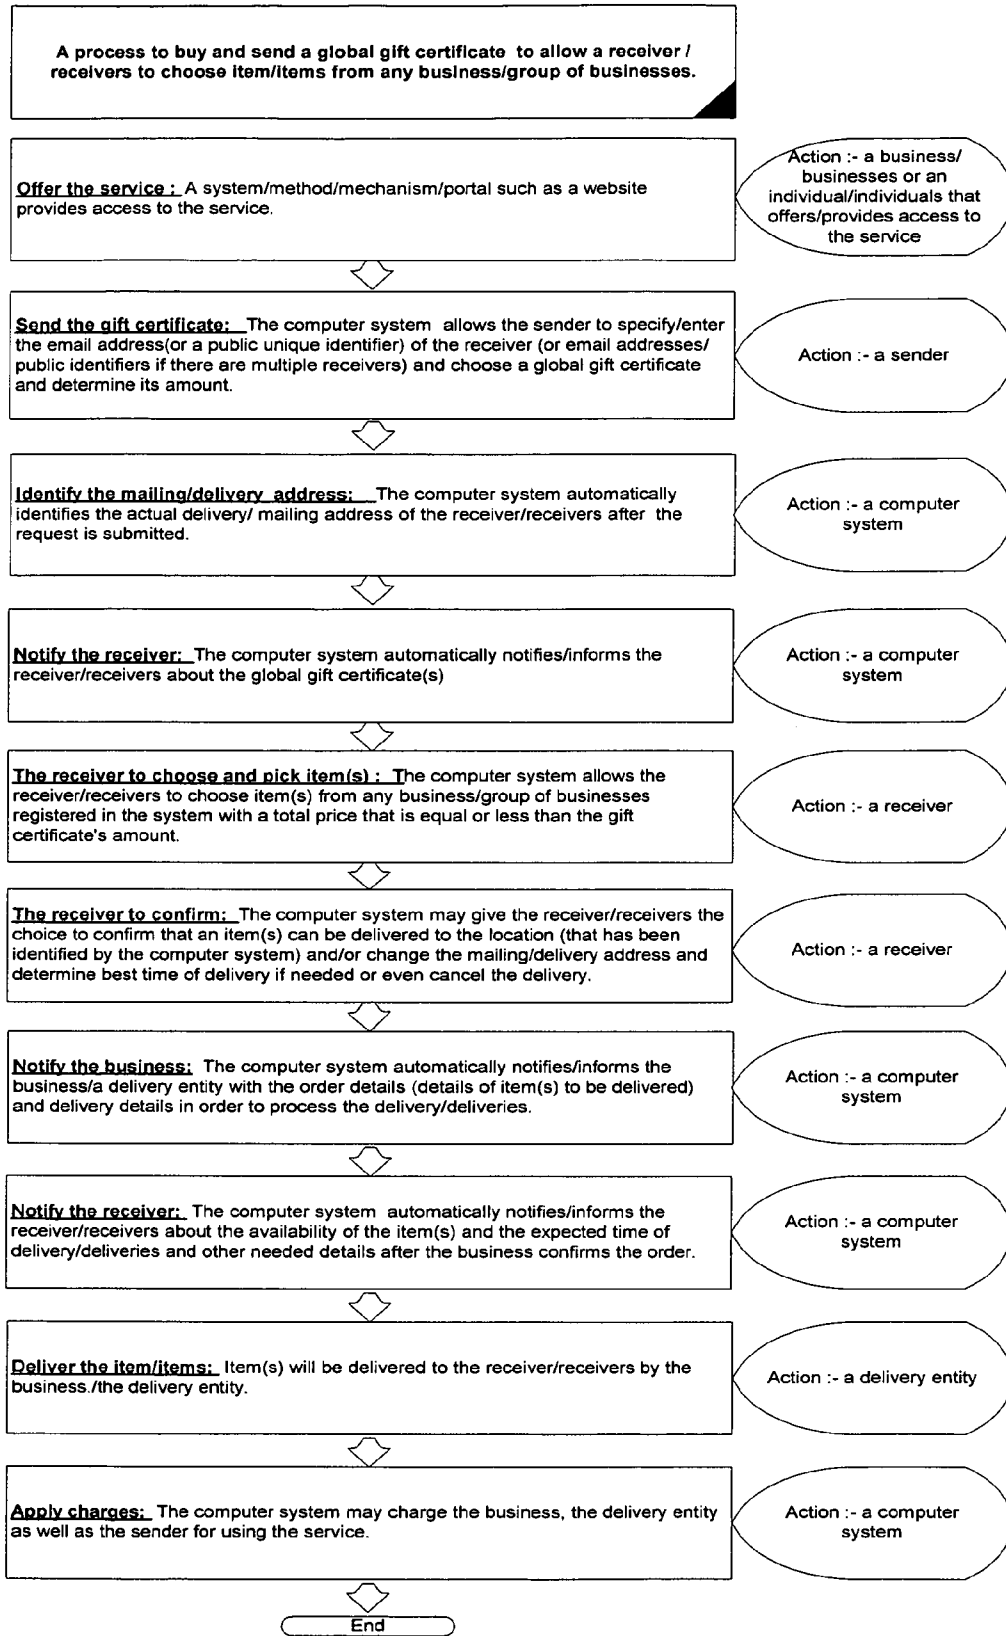 A process to buy and send a global gift certificate to allow a receiver /
receivers to choose item/items from any business/group of businesses.
Offer the service : A system/method/mechanism/portal such as a website
provides access to the service.
Action :- a business/
businesses or an
individual/individuals that
offers/provides access to
the service
Send the gift certificate: The computer system allows the sender to specify/enter
the email address(or a public unique identifier) of the receiver (or email addresses/
public identifiers if there are multiple receivers) and choose a global gift certificate
and determine its amount.
Action :- a sender
Identify the mailing/delivery address: The computer system automatically
identifies the actual delivery/ mailing address of the receiver/receivers after the
request is submitted.
Action :- a computer
system
Notify the receiver: The computer system automatically notifies/informs the
receiver/receivers about the global gift certificate(s)
Action :- a computer
system
The receiver to choose and pick item(s) : The computer system allows the
receiver/receivers to choose item(s) from any business/group of businesses
registered in the system with a total price that is equal or less than the gift
certificate's amount.
Action :- a receiver
The receiver to confirm: The computer system may give the receiver/receivers the
choice to confirm that an item(s) can be delivered to the location (that has been
identified by the computer system) and/or change the mailing/delivery address and
determine best time of delivery if needed or even cancel the delivery.
Action :- a receiver
Notify the business: The computer system automatically notifies/informs the
business/a delivery entity with the order details (details of item(s) to be delivered)
and delivery details in order to process the delivery/deliveries.
Action :- a computer
system
Notify the receiver: The computer system automatically notifies/informs the
receiver/receivers about the availability of the item(s) and the expected time of
delivery/deliveries and other needed details after the business confirms the order.
Action :- a computer
system
Deliver the item/items: Item(s) will be delivered to the receiver/receivers by the
business./the delivery entity.
Action :- a delivery entity
Apply charges: The computer system may charge the business, the delivery entity
as well as the sender for using the service.
Action :- a computer
system
End